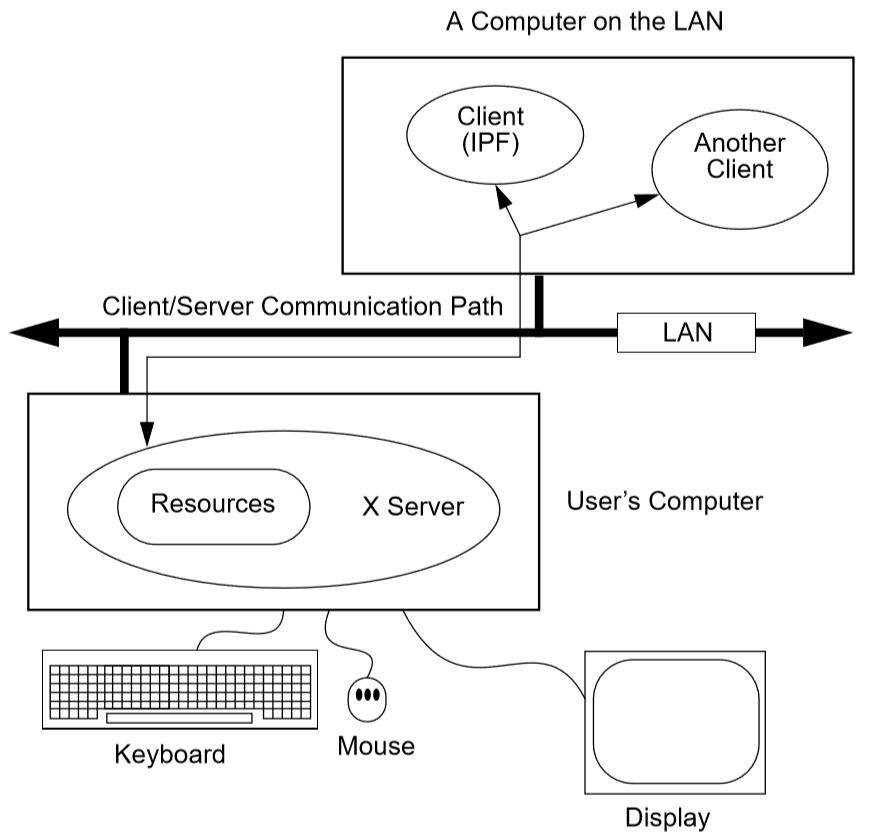 A Computer on the LAN
Client
(IPF)
Another
Client
Client/Server Communication Path
LAN
Resources
X Server
User’s Computer
Keyboard
Mouse
Display